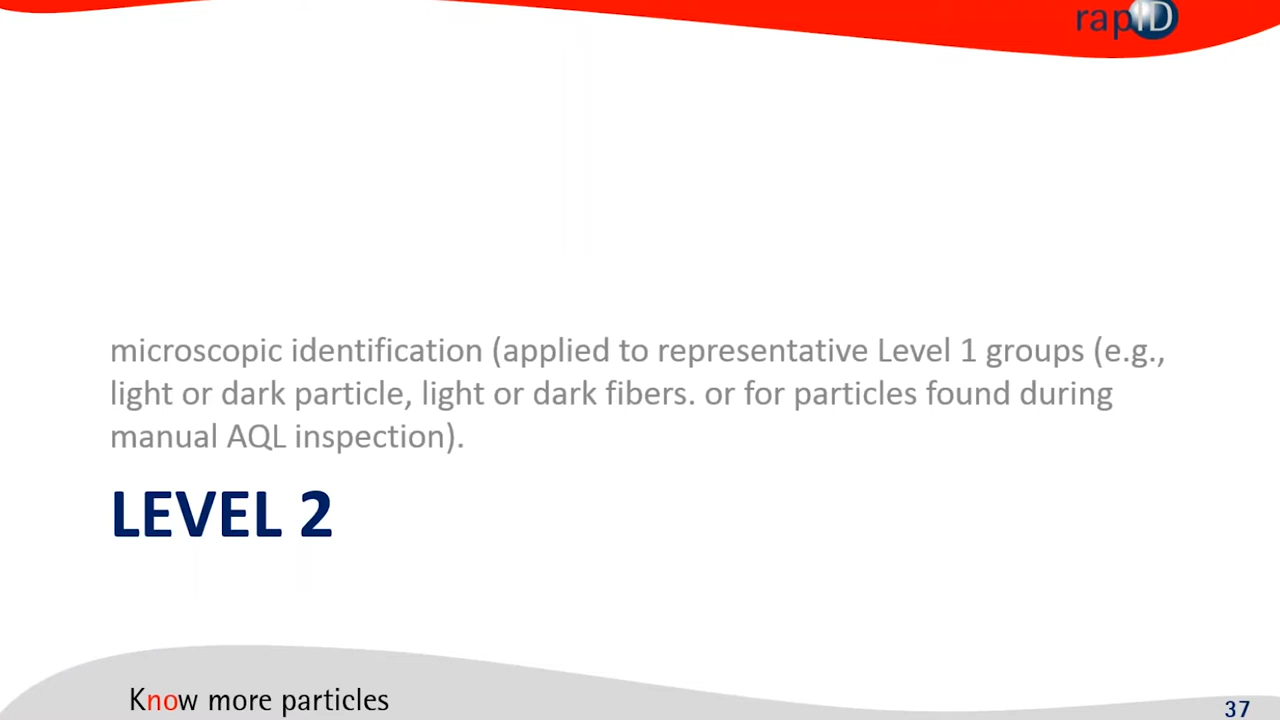 rapID
microscopic identification (applied to representative Level 1 groups (e.g.,
light or dark particle, light or dark fibers. or for particles found during
manual AQL inspection).
LEVEL 2
Know more particles
37